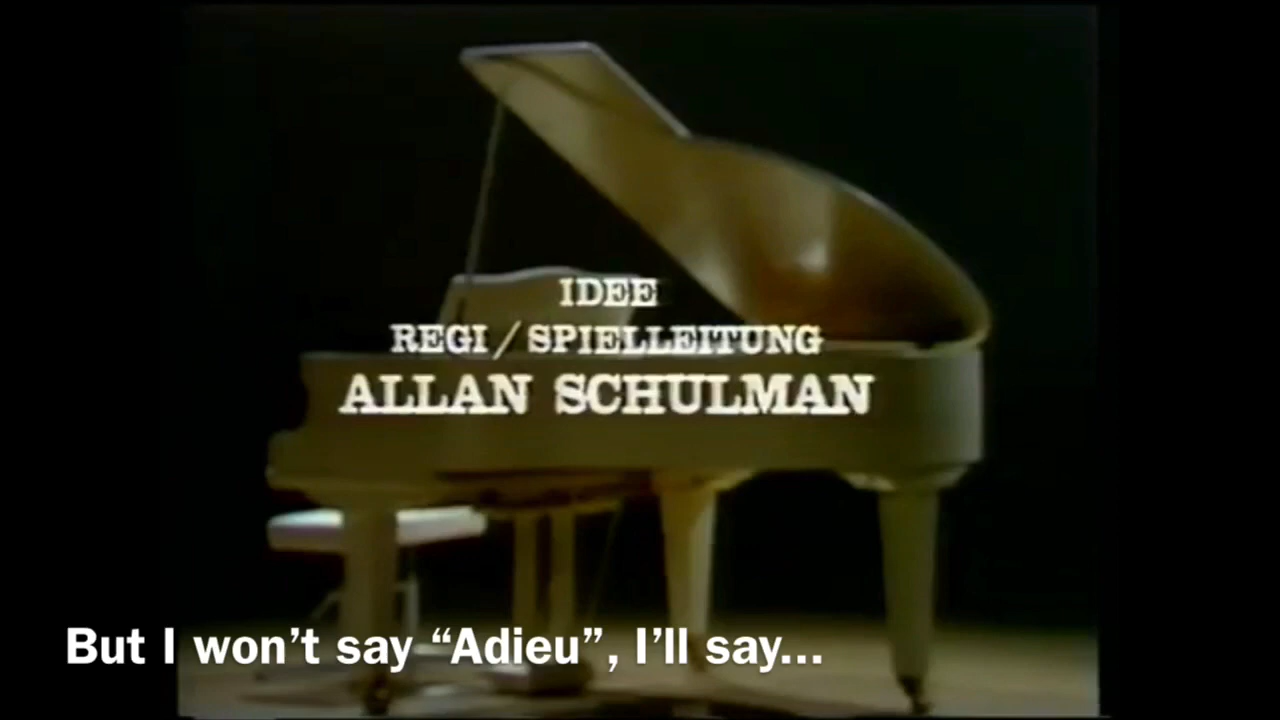 IDEE
REGI/SPIELLEITUNG
ALLAN SCHULMAN
But I won’t say “Adieu”, I’ll say...